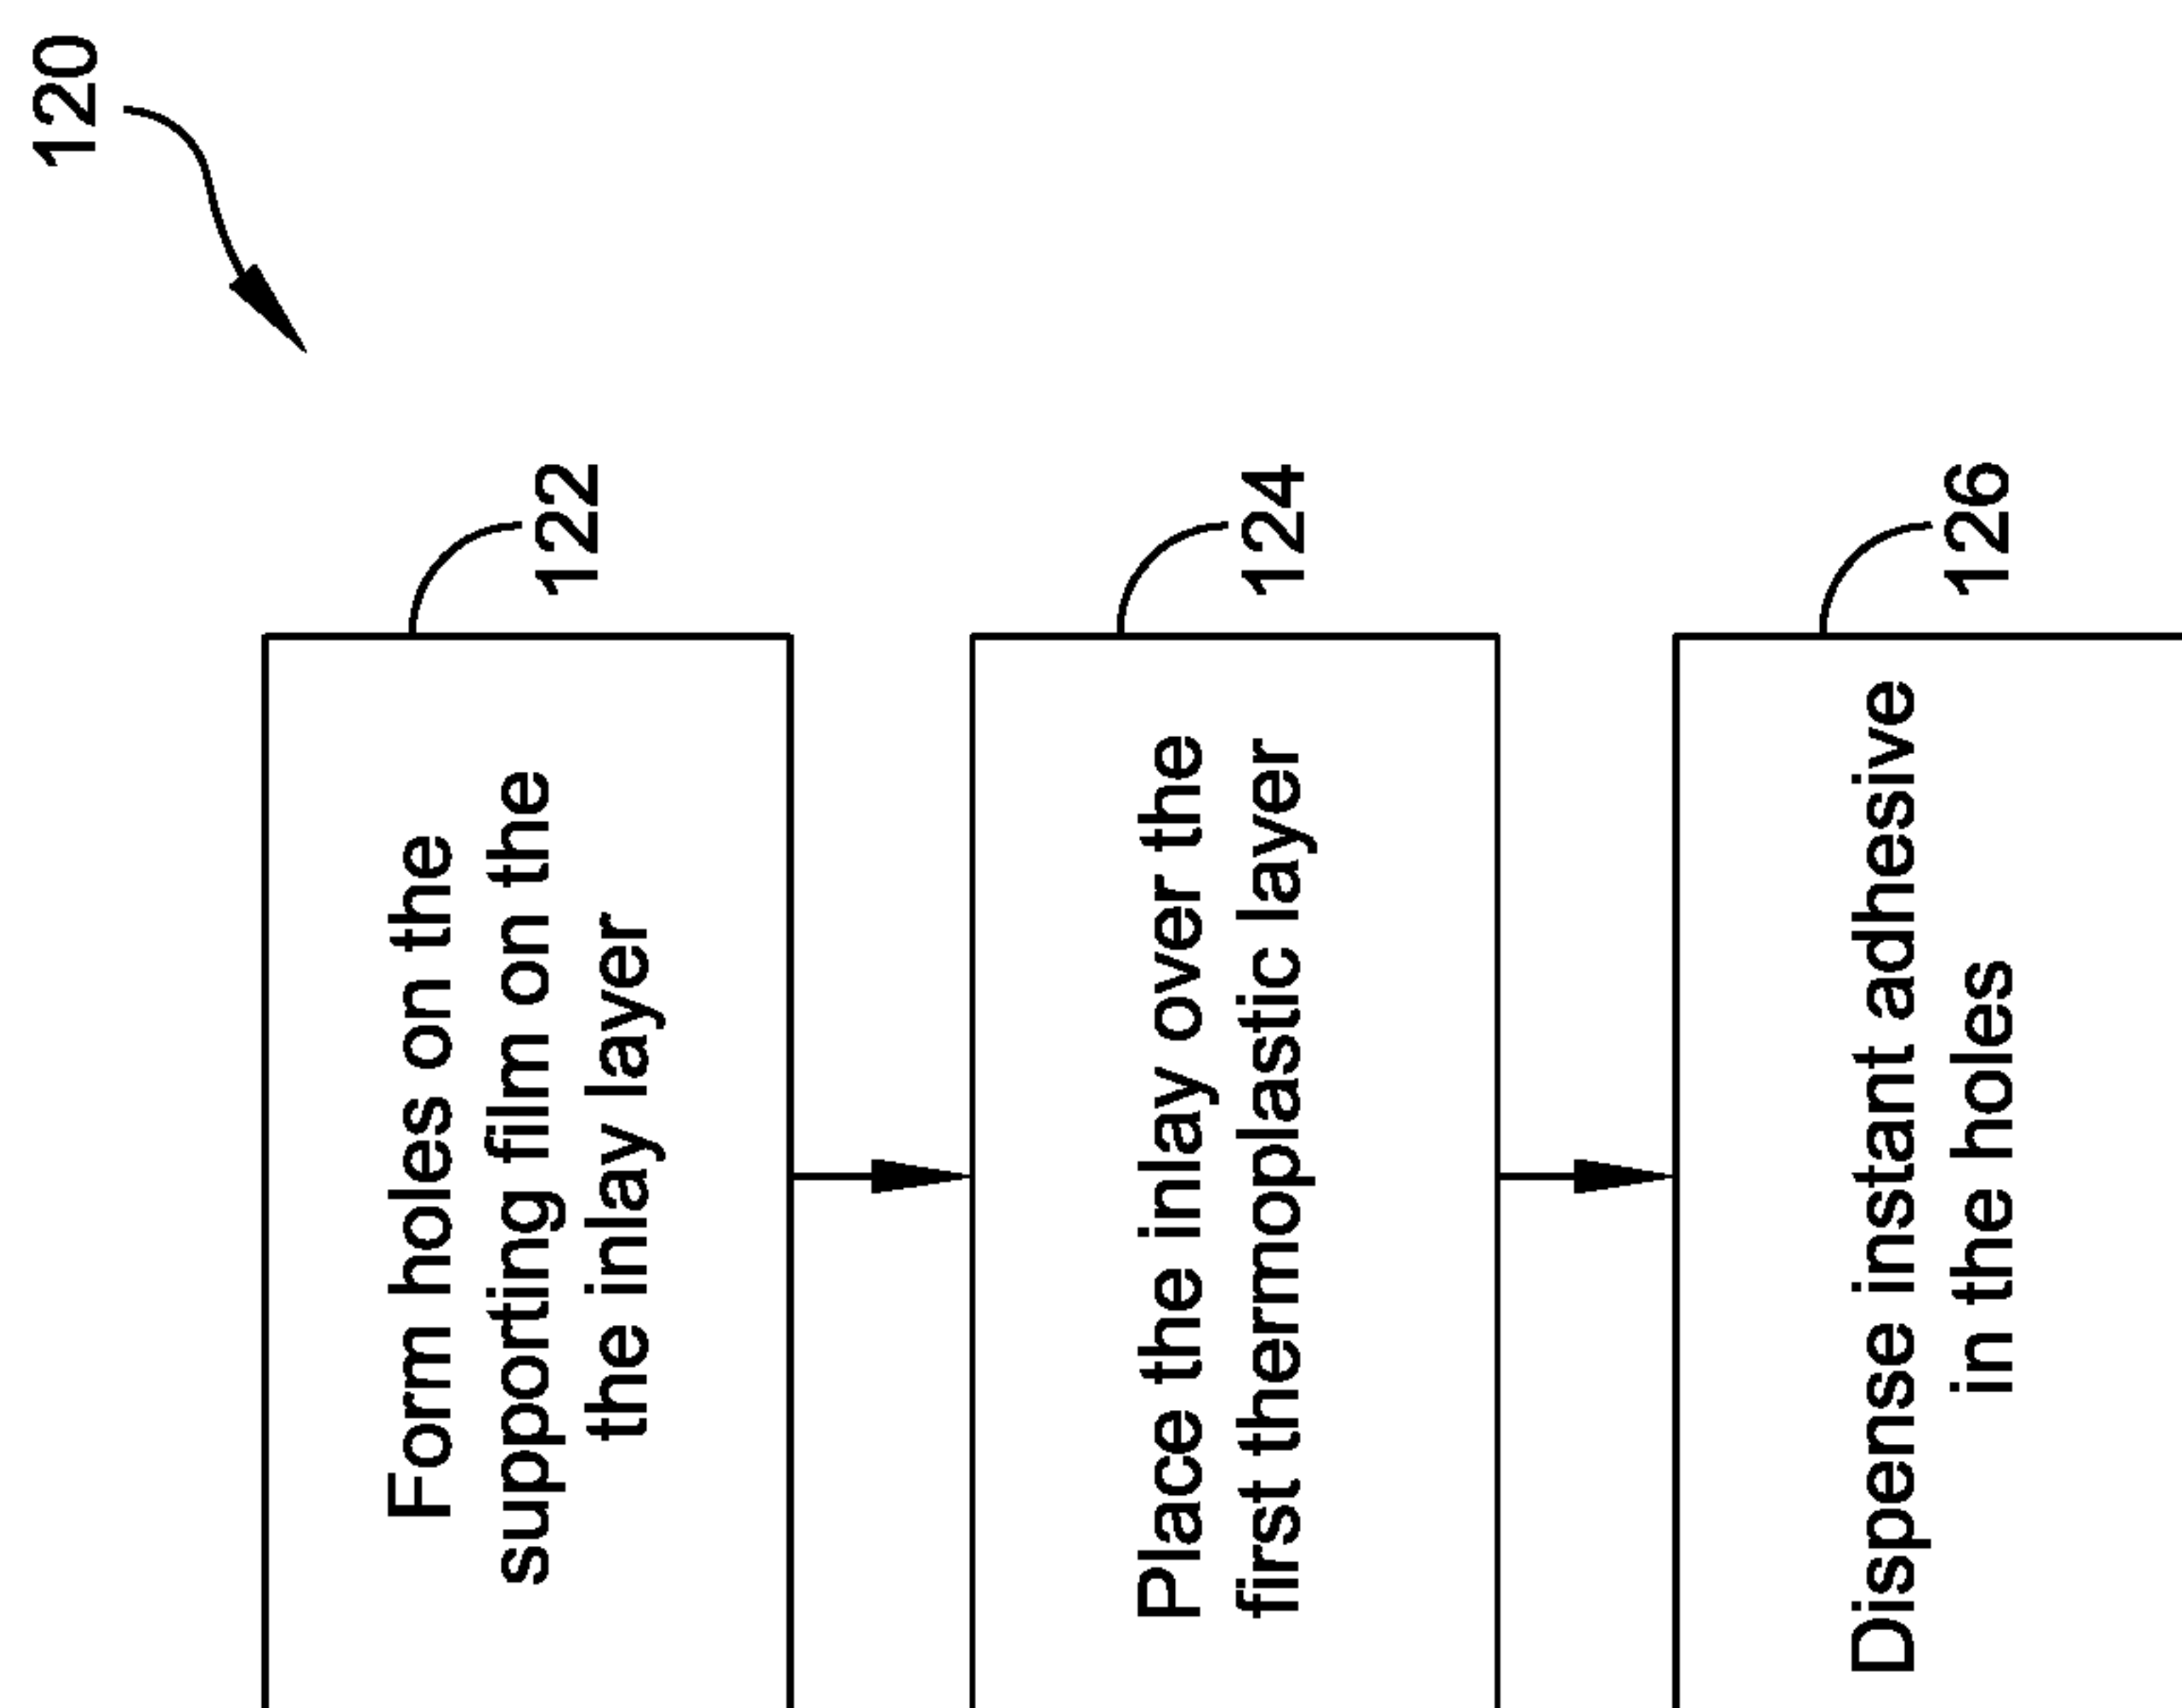 120
Form holes on the
supporting film on the
the inlay layer
122
Place the inlay over the
first thermoplastic layer
124
Dispense instant adhesive
in the holes
126